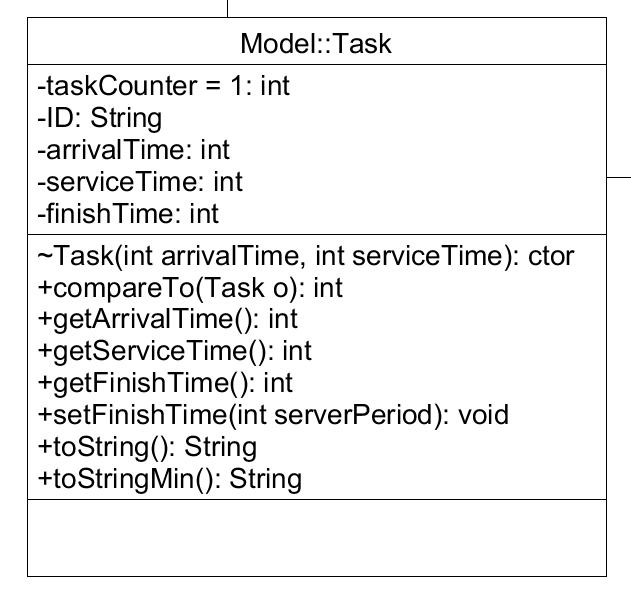 Model::Task
-taskCounter = 1: int
-ID: String
-arrivalTime: int
-serviceTime: int
-finishTime: int
~Task(int arrivalTime, int serviceTime): ctor
+compareTo(Task o): int
+getArrivalTime(): int
+getServiceTime(): int
+getFinishTime(): int
+setFinishTime(int serverPeriod): void
+toString(): String
+toStringMin(): String